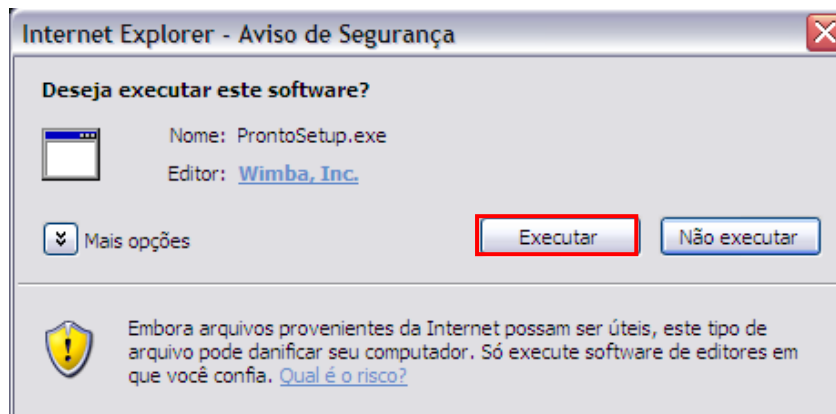 Internet Explorer - Aviso de Segurança
Deseja executar este software?
Nome: ProntoSetup.exe
Editor: Wimba, Inc.
Mais opções
Executar
Não executar
Embora arquivos provenientes da Internet possam ser úteis, este tipo de
arquivo pode danificar seu computador. Só execute software de editores em
que você confia. Qual é o risco?